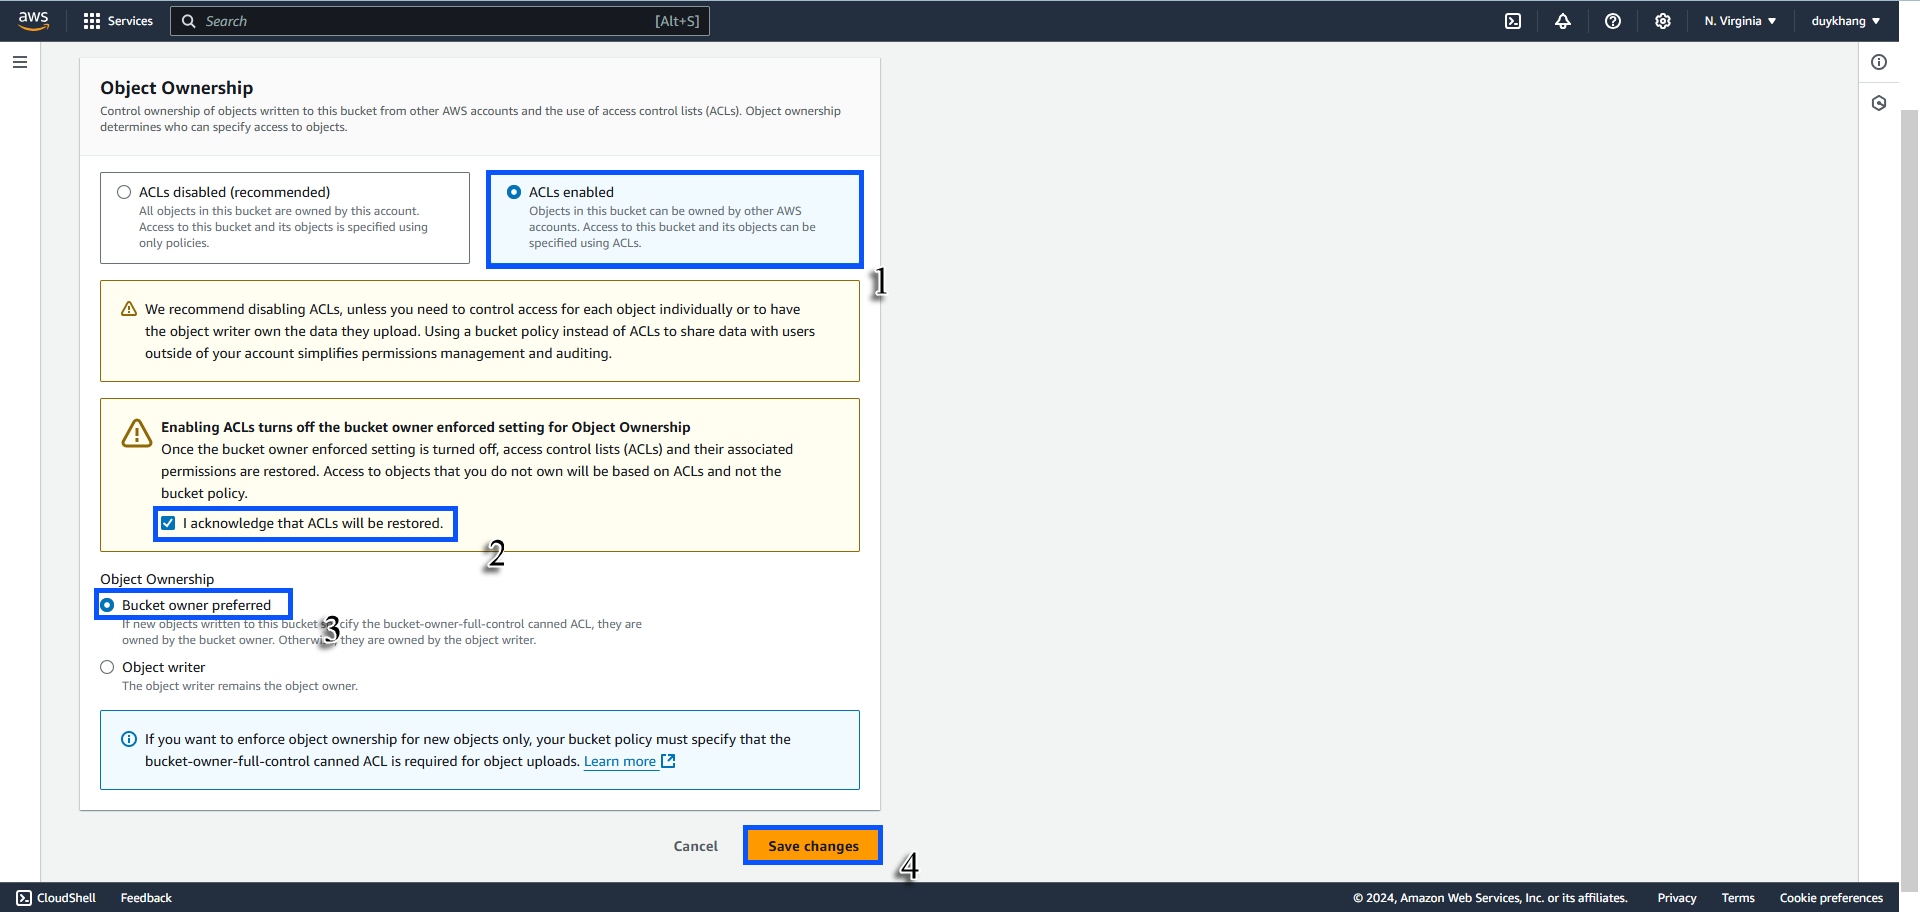 aws
Services
Search
[Alt+S]
N. Virginia
duykhang
Object Ownership
Control ownership of objects written to this bucket from other AWS accounts and the use of access control lists (ACLs). Object ownership
determines who can specify access to objects.
ACLs disabled (recommended)
All objects in this bucket are owned by this account.
Access to this bucket and its objects is specified using
only policies.
ACLs enabled
Objects in this bucket can be owned by other AWS
accounts. Access to this bucket and its objects can be
specified using ACLs.
1
We recommend disabling ACLs, unless you need to control access for each object individually or to have
the object writer own the data they upload. Using a bucket policy instead of ACLs to share data with users
outside of your account simplifies permissions management and auditing.
Enabling ACLs turns off the bucket owner enforced setting for Object Ownership
Once the bucket owner enforced setting is turned off, access control lists (ACLs) and their associated
permissions are restored. Access to objects that you do not own will be based on ACLs and not the
bucket policy.
I acknowledge that ACLs will be restored.
2
Object Ownership
Bucket owner preferred
3
If new objects written to this bucket specify the bucket-owner-full-control canned ACL, they are
owned by the bucket owner. Otherwise, they are owned by the object writer.
Object writer
The object writer remains the object owner.
If you want to enforce object ownership for new objects only, your bucket policy must specify that the
bucket-owner-full-control canned ACL is required for object uploads. Learn more
Cancel
Save changes
4
CloudShell
Feedback
© 2024, Amazon Web Services, Inc. or its affiliates.
Privacy
Terms
Cookie preferences